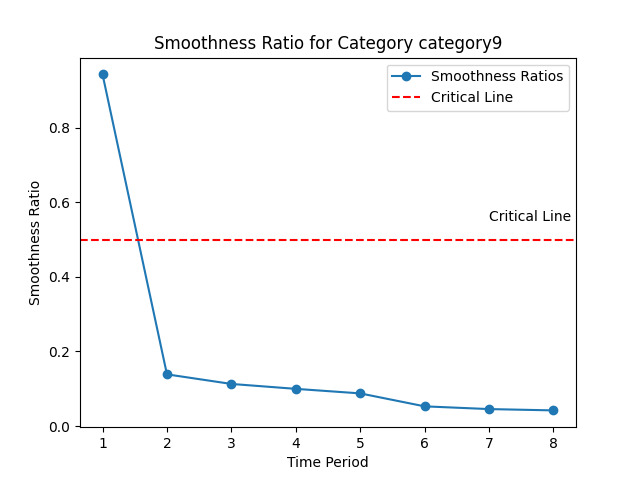 Smoothness Ratio for Category category9
Smoothness Ratios
Critical Line
Critical Line
Smoothness Ratio
0.8
0.6
0.4
0.2
0.0
1 2 3 4 5 6 7 8
Time Period